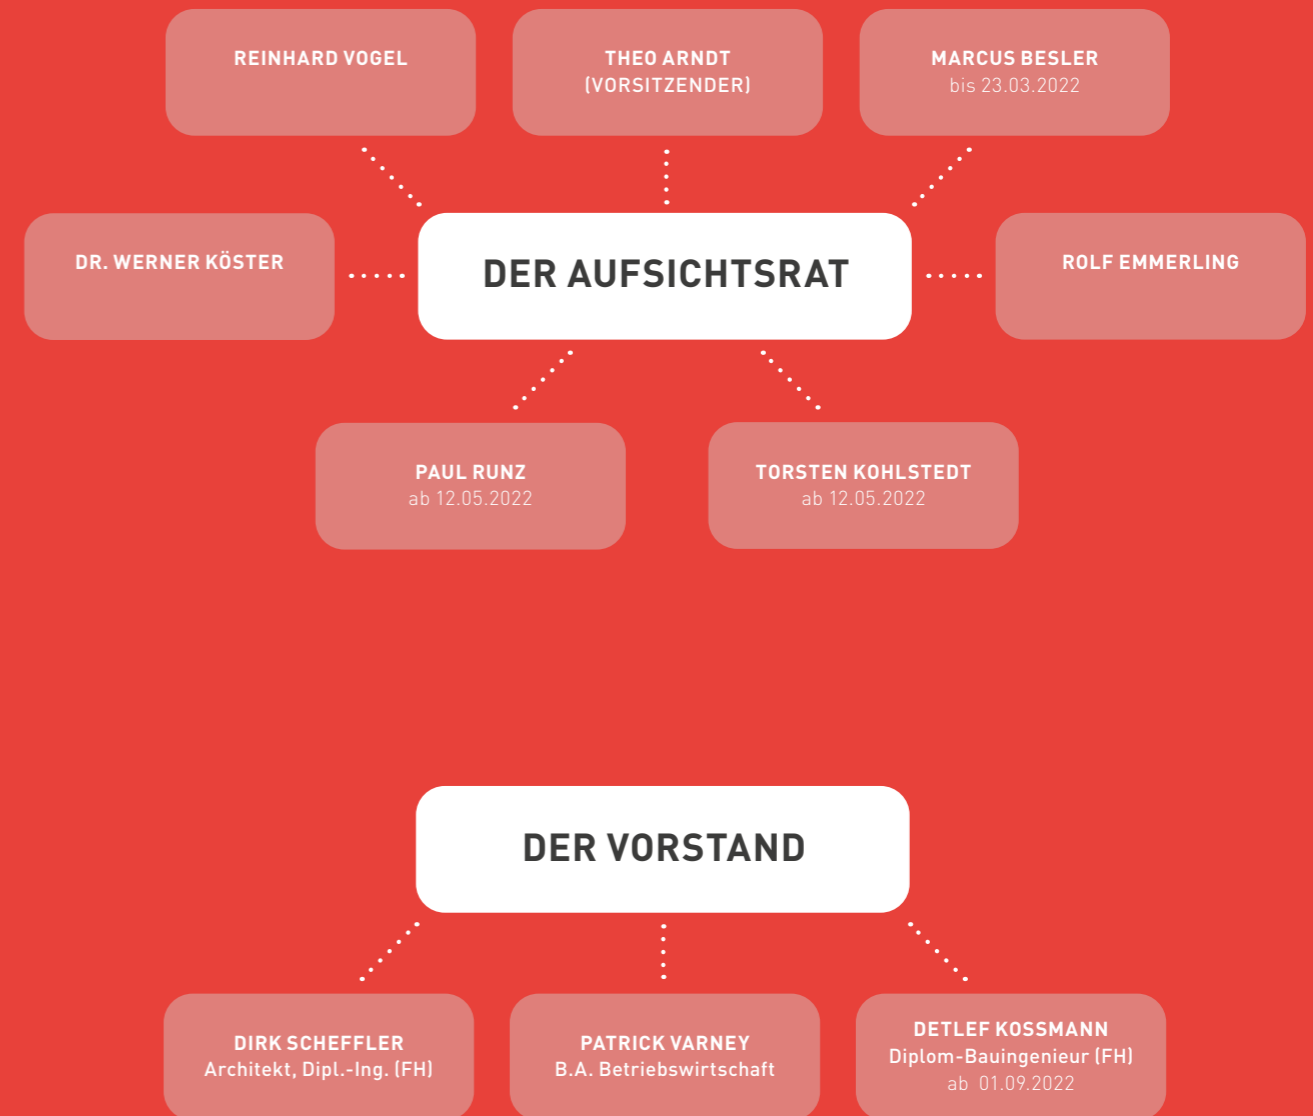 REINHARD VOGEL
THEO ARNDT
(VORSITZENDER)
MARCUS BESLER
bis 23.03.2022
DR. WERNER KÖSTER
DER AUFSICHTSRAT
ROLF EMMERLING
PAUL RUNZ
ab 12.05.2022
TORSTEN KOHLSTEDT
ab 12.05.2022
DER VORSTAND
DIRK SCHEFFLER
Architekt, Dipl.-Ing. (FH)
PATRICK VARNEY
B.A. Betriebswirtschaft
DETLEF KOSSMANN
Diplom-Bauingenieur (FH)
ab 01.09.2022